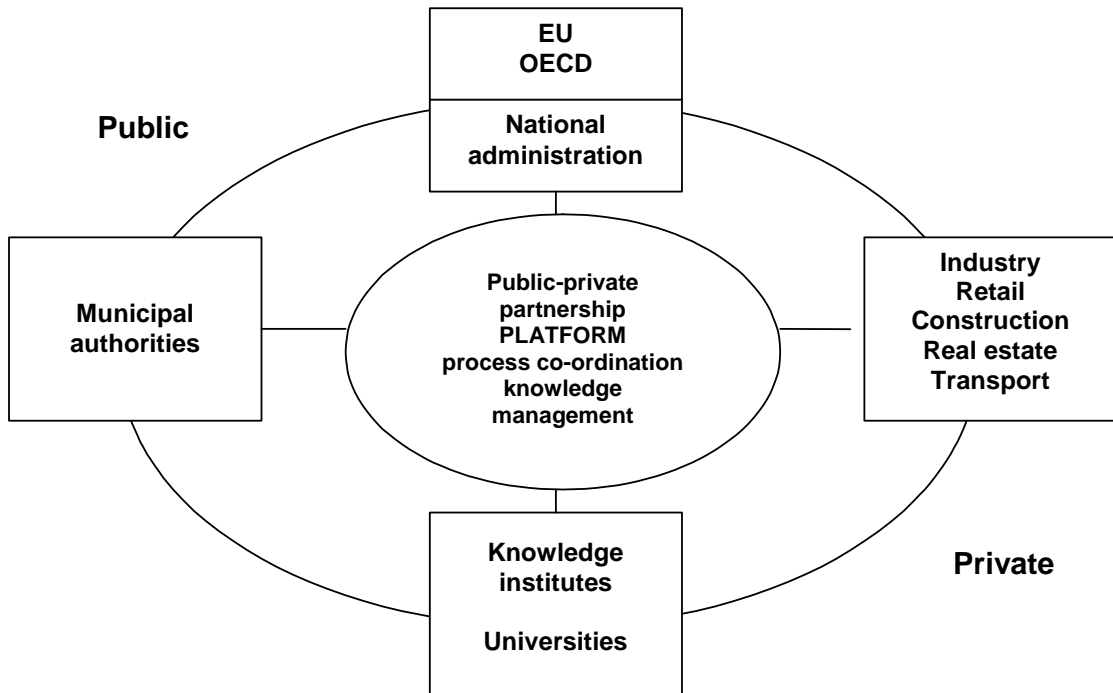 EU
OECD
National
administration
Public
Municipal
authorities
Public-private
partnership
PLATFORM
process co-ordination
knowledge
management
Industry
Retail
Construction
Real estate
Transport
Knowledge
institutes
Universities
Private